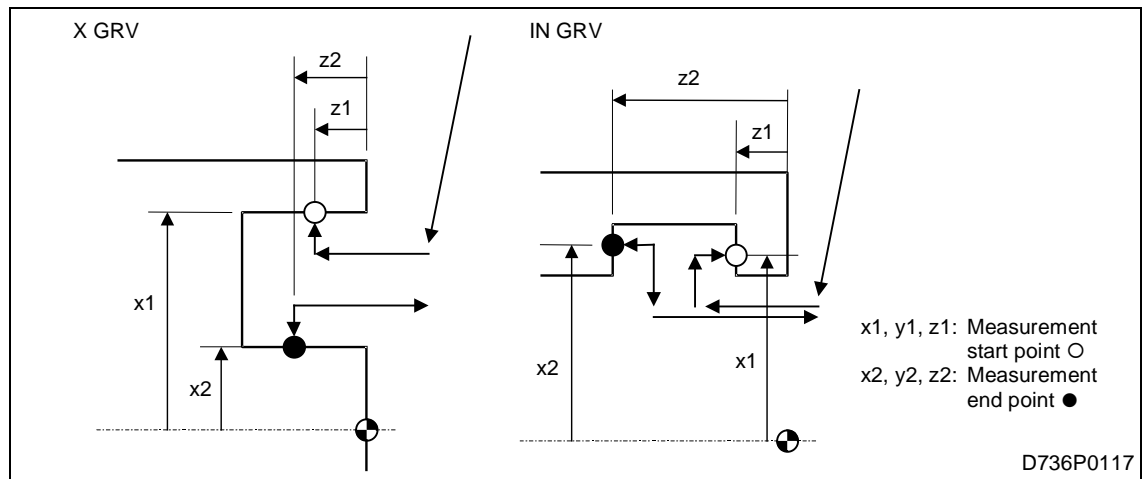 X GRV
IN GRV
z2
z1
x1
x2
z2
z1
x2
x1
x1, y1, z1: Measurement
start point ○
x2, y2, z2: Measurement
end point ●
D736P0117